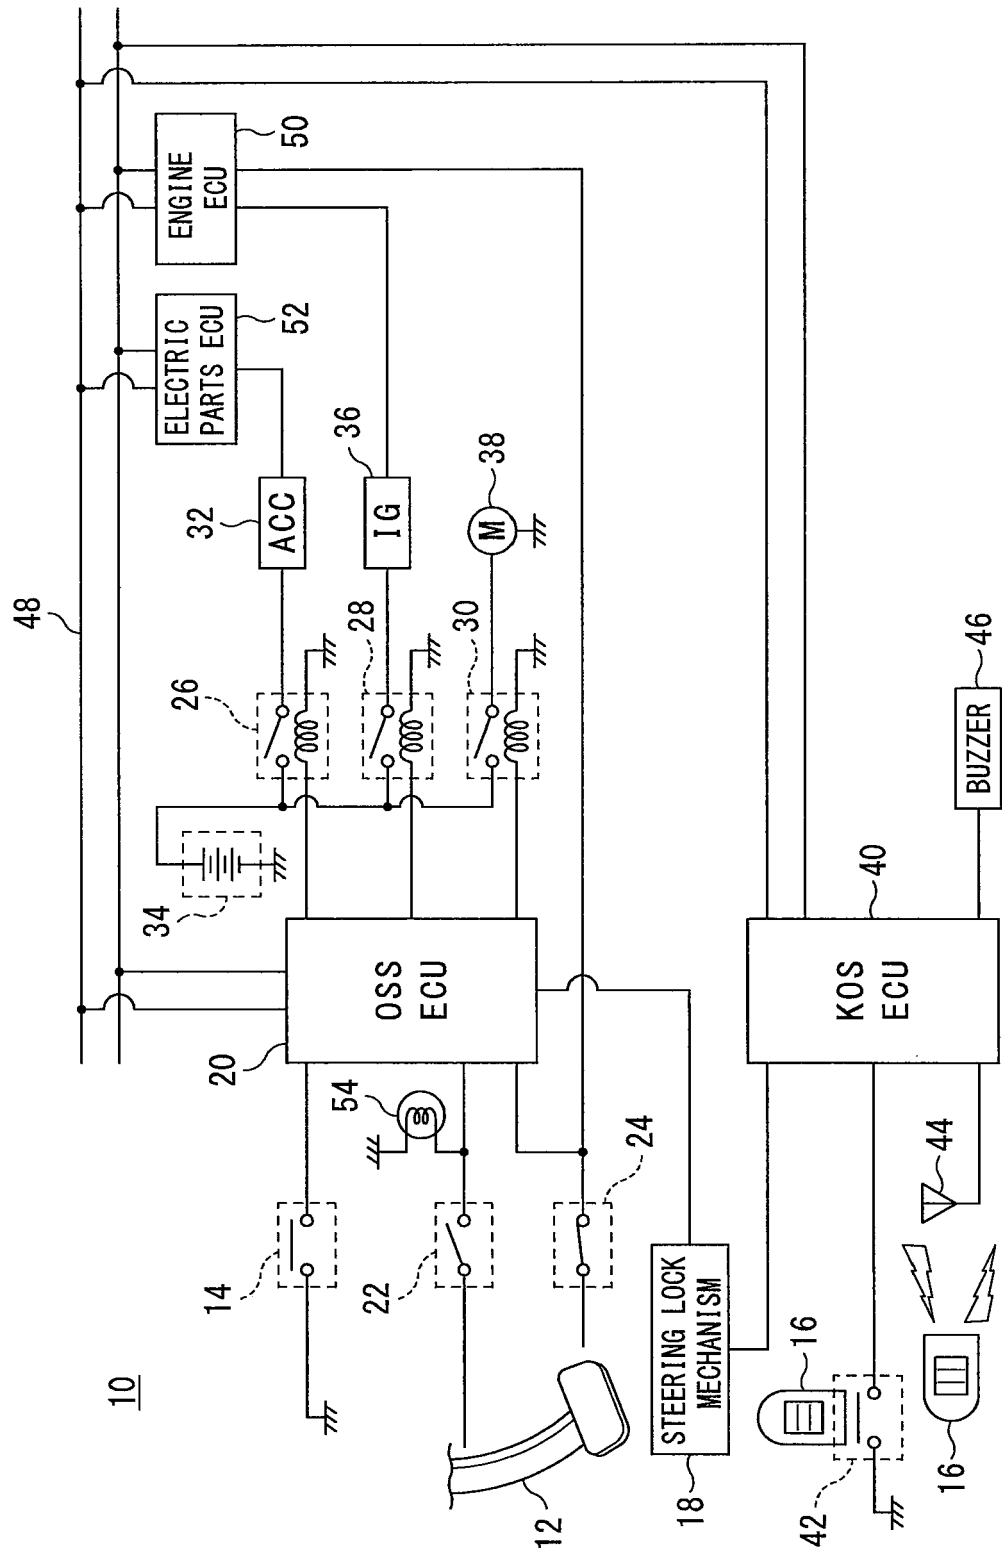 10
48
50
ENGINE
ECU
52
ELECTRIC
PARTS ECU
32
ACC
36
IG
38
M
26
28
30
34
20
OSS
ECU
54
14
22
24
12
18
STEERING LOCK
MECHANISM
40
KOS
ECU
46
BUZZER
44
16
42
16